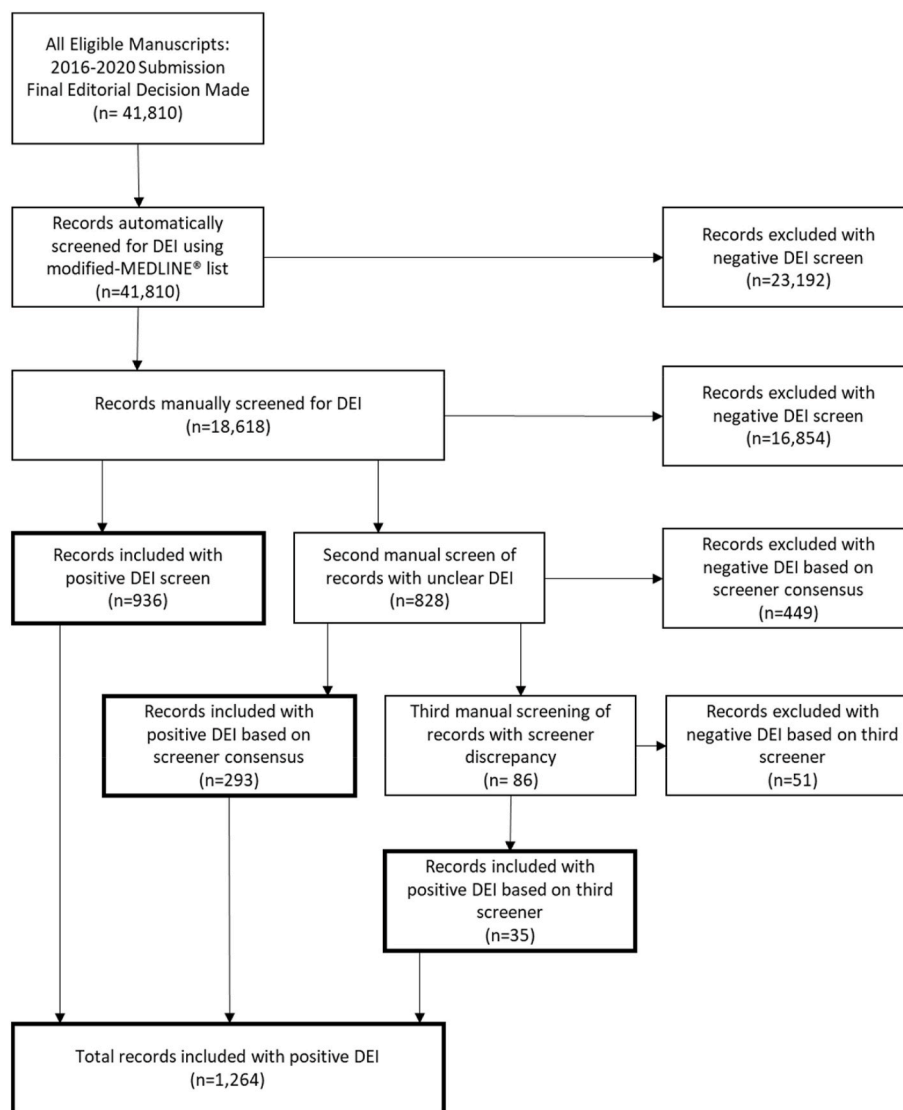 All Eligible Manuscripts:
2016-2020 Submission
Final Editorial Decision Made
(n= 41,810)
Records automatically
screened for DEI using
modified-MEDLINE® list
(n=41,810)
Records excluded with
negative DEI screen
(n=23,192)
Records manually screened for DEI
(n=18,618)
Records excluded with
negative DEI screen
(n=16,854)
Records included with
positive DEI screen
(n=936)
Second manual screen of
records with unclear DEI
(n=828)
Records excluded with
negative DEI based on
screener consensus
(n=449)
Records included with
positive DEI based on
screener consensus
(n=293)
Third manual screening of
records with screener
discrepancy
(n= 86)
Records excluded with
negative DEI based on third
screener
(n=51)
Records included with
positive DEI based on third
screener
(n=35)
Total records included with positive DEI
(n=1,264)